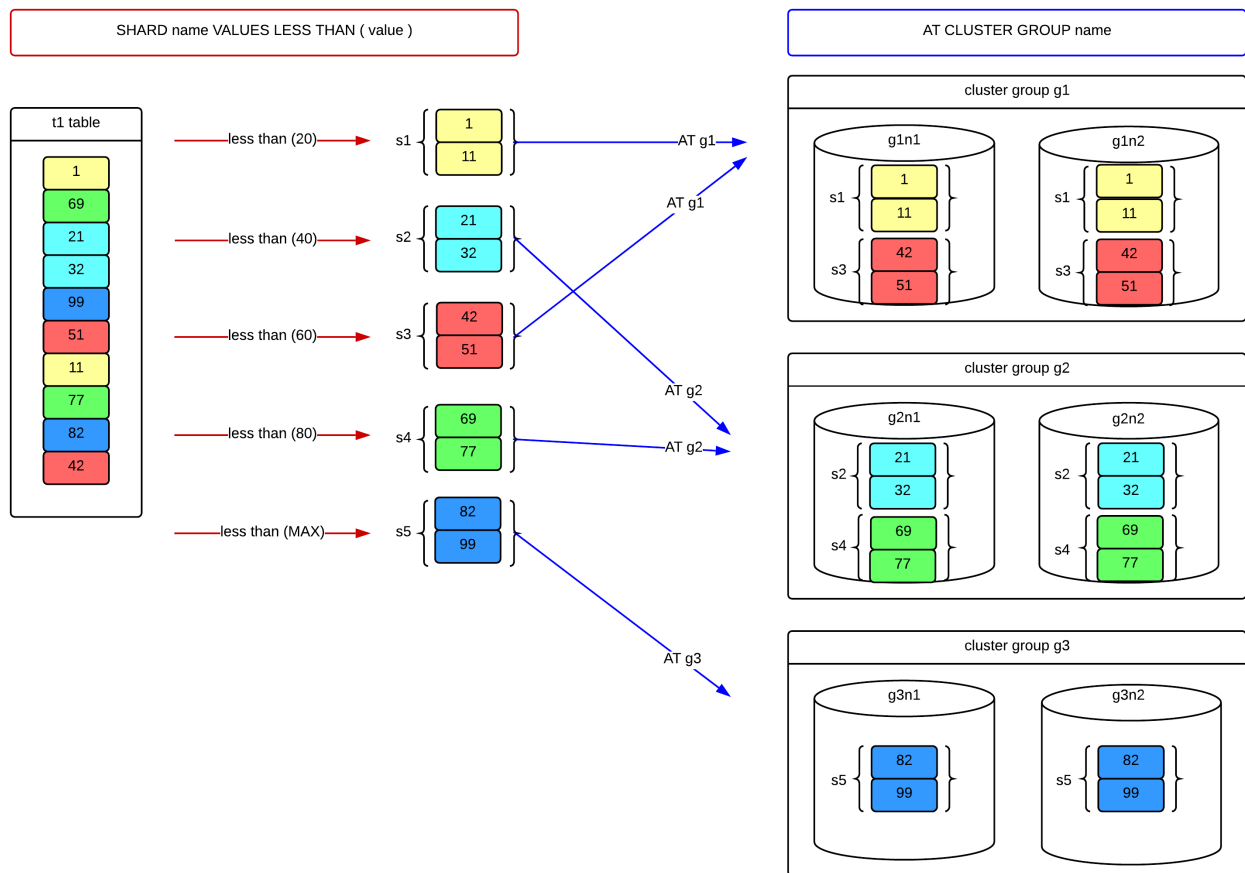 SHARD name VALUES LESS THAN ( value )
AT CLUSTER GROUP name
t1 table
1
69
21
32
99
51
11
77
82
42
less than (20)
less than (40)
less than (60)
less than (80)
less than (MAX)
s1
1
11
s2
21
32
s3
42
51
s4
69
77
s5
82
99
AT g1
AT g1
AT g2
AT g2
AT g3
cluster group g1
g1n1
s1
1
11
s3
42
51
g1n2
s1
1
11
s3
42
51
cluster group g2
g2n1
s2
21
32
s4
69
77
g2n2
s2
21
32
s4
69
77
cluster group g3
g3n1
s5
82
99
g3n2
s5
82
99